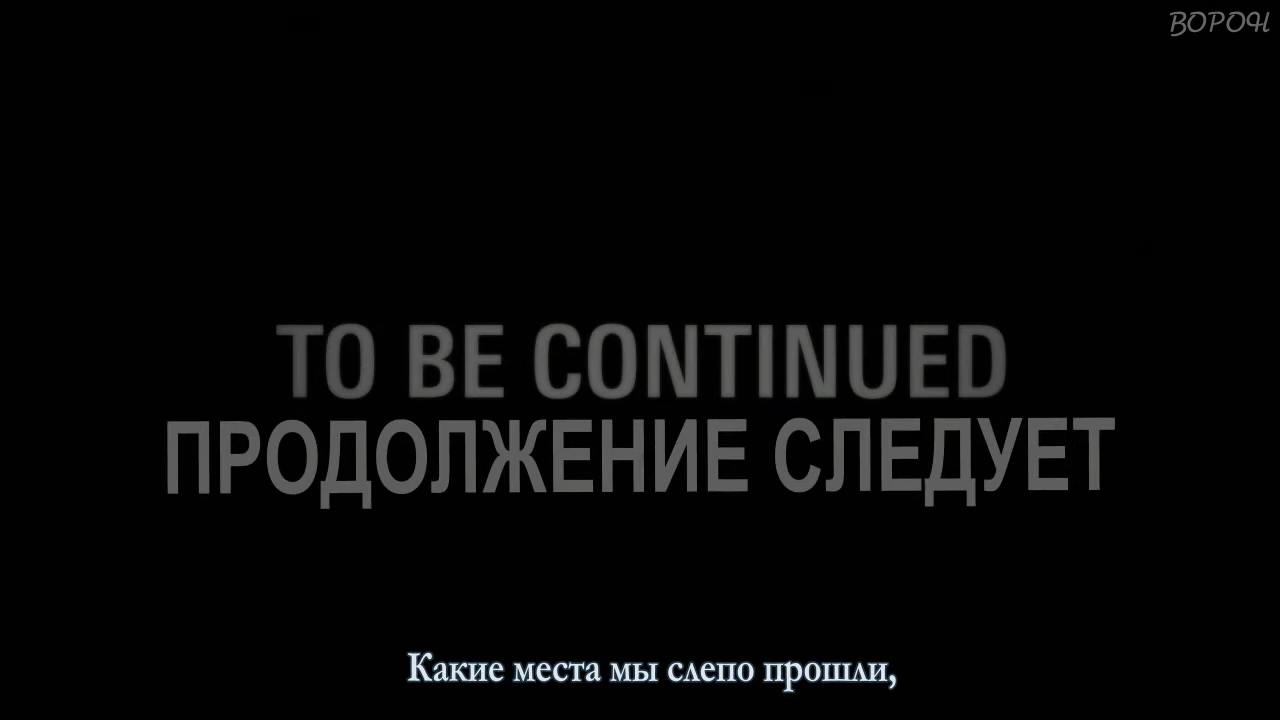 ВОРОН
TO BE CONTINUED
ПРОДОЛЖЕНИЕ СЛЕДУЕТ
Какие места мы слепо прошли,